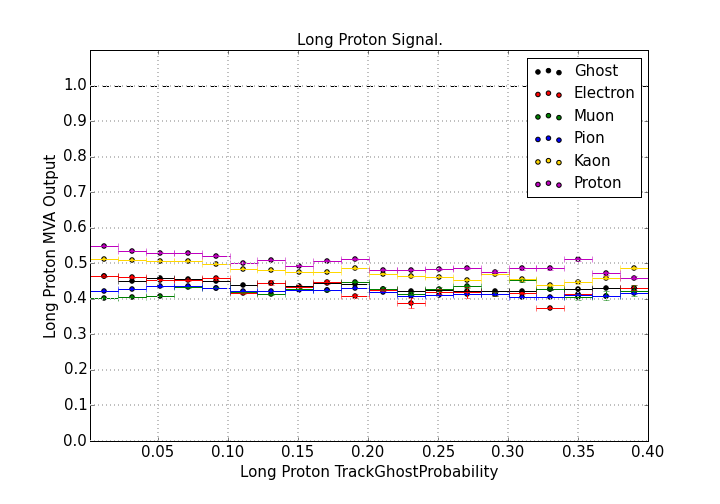 Long Proton Signal.
Long Proton MVA Output
1.0
0.9
0.8
0.7
0.6
0.5
0.4
0.3
0.2
0.1
0.0
Ghost
Electron
Muon
Pion
Kaon
Proton
0.05 0.10 0.15 0.20 0.25 0.30 0.35 0.40
Long Proton TrackGhostProbability